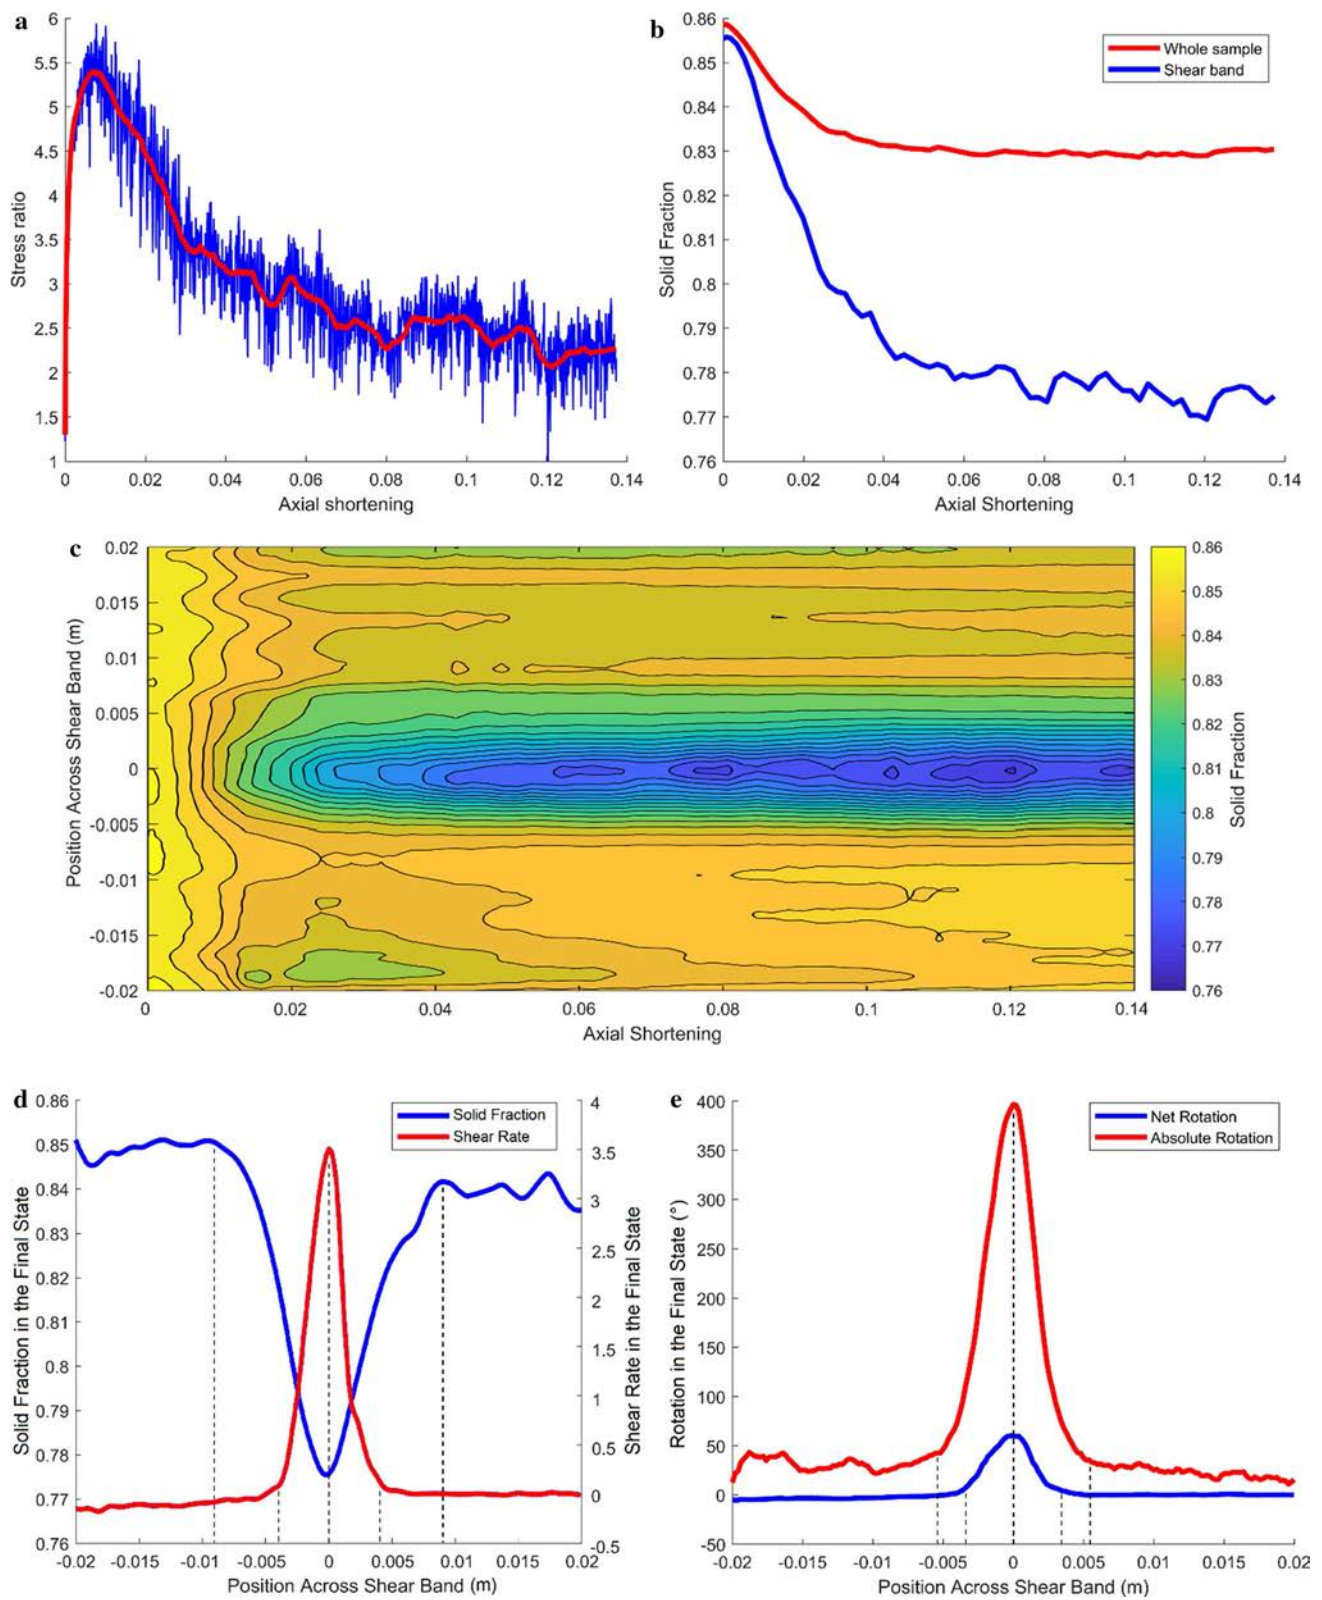 a
6
5.5
5
4.5
4
3.5
3
2.5
2
1.5
1
Stress ratio
0 0.02 0.04 0.06 0.08 0.1 0.12 0.14
Axial shortening
b
0.86
0.85
0.84
0.83
0.82
0.81
0.8
0.79
0.78
0.77
0.76
Solid Fraction
Whole sample
Shear band
0 0.02 0.04 0.06 0.08 0.1 0.12 0.14
Axial Shortening
c
0.02
0.015
0.01
0.005
0
-0.005
-0.01
-0.015
-0.02
Position Across Shear Band (m)
0 0.02 0.04 0.06 0.08 0.1 0.12 0.14
Axial Shortening
0.86
0.85
0.84
0.83
0.82
0.81
0.8
0.79
0.78
0.77
0.76
Solid Fraction
d
0.86
0.85
0.84
0.83
0.82
0.81
0.8
0.79
0.78
0.77
0.76
Solid Fraction in the Final State
Solid Fraction
Shear Rate
4
3.5
3
2.5
2
1.5
1
0.5
0
-0.5
Shear Rate in the Final State
-0.02 -0.015 -0.01 -0.005 0 0.005 0.01 0.015 0.02
Position Across Shear Band (m)
e
400
350
300
250
200
150
100
50
0
-50
Rotation in the Final State (°)
Net Rotation
Absolute Rotation
-0.02 -0.015 -0.01 -0.005 0 0.005 0.01 0.015 0.02
Position Across Shear Band (m)